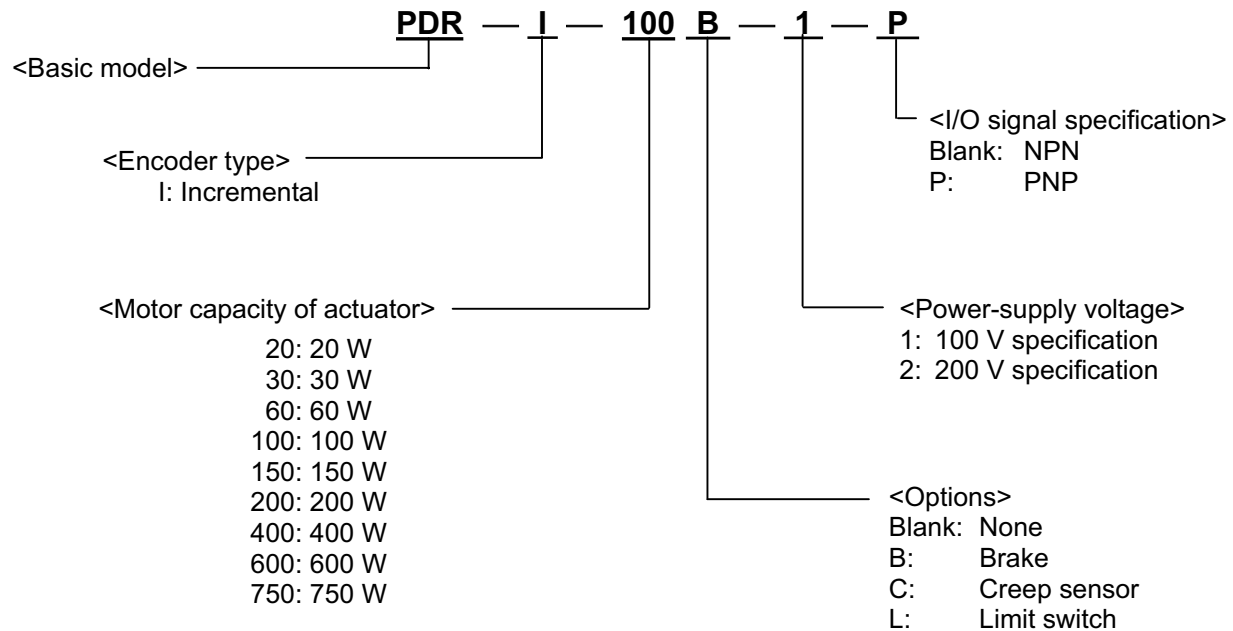 PDR — I — 100 B — 1 — P
<Basic model>
<I/O signal specification>
Blank: NPN
P: PNP
<Encoder type>
I: Incremental
<Motor capacity of actuator>
20: 20 W
30: 30 W
60: 60 W
100: 100 W
150: 150 W
200: 200 W
400: 400 W
600: 600 W
750: 750 W
<Power-supply voltage>
1: 100 V specification
2: 200 V specification
<Options>
Blank: None
B: Brake
C: Creep sensor
L: Limit switch